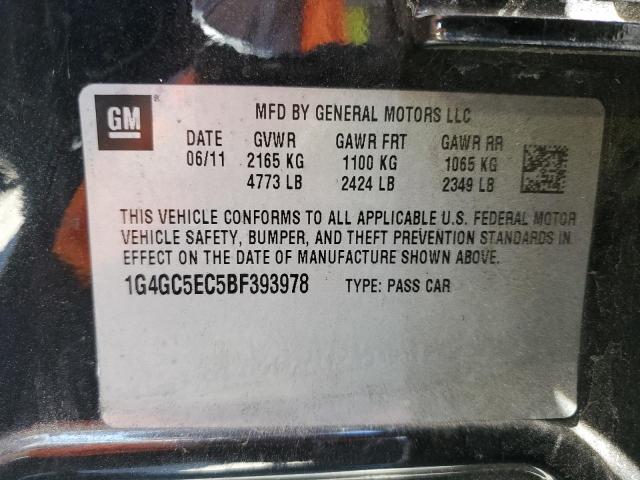 GM
MFD BY GENERAL MOTORS LLC
DATE GVWR GAWR FRT GAWR RR
06/11 2165 KG 1100 KG 1065 KG
4773 LB 2424 LB 2349 LB
THIS VEHICLE CONFORMS TO ALL APPLICABLE U.S. FEDERAL MOTOR
VEHICLE SAFETY, BUMPER, AND THEFT PREVENTION STANDARDS IN
EFFECT ON THE DATE OF MANUFACTURE SHOWN ABOVE.
1G4GC5EC5BF393978 TYPE: PASS CAR